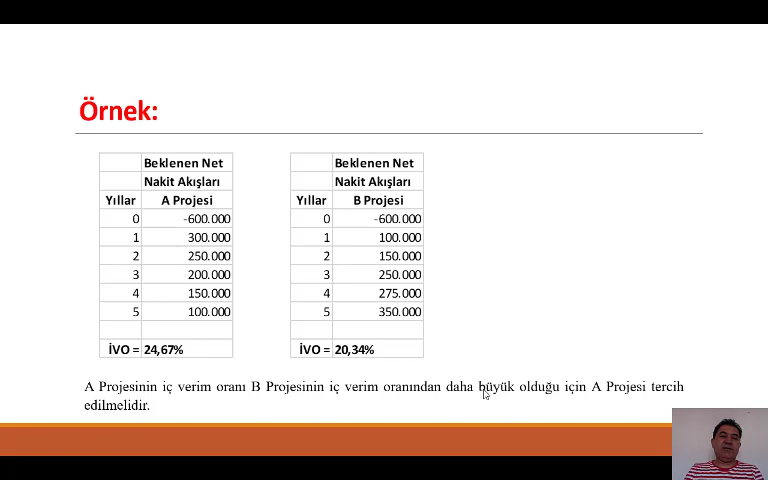 Örnek:
Beklenen Net
Nakit Akışları
Yıllar A Projesi
0 -600.000
1 300.000
2 250.000
3 200.000
4 150.000
5 100.000
İVO = 24,67%
Beklenen Net
Nakit Akışları
Yıllar B Projesi
0 -600.000
1 100.000
2 150.000
3 250.000
4 275.000
5 350.000
İVO = 20,34%
A Projesinin iç verim oranı B Projesinin iç verim oranından daha büyük olduğu için A Projesi tercih
edilmelidir.